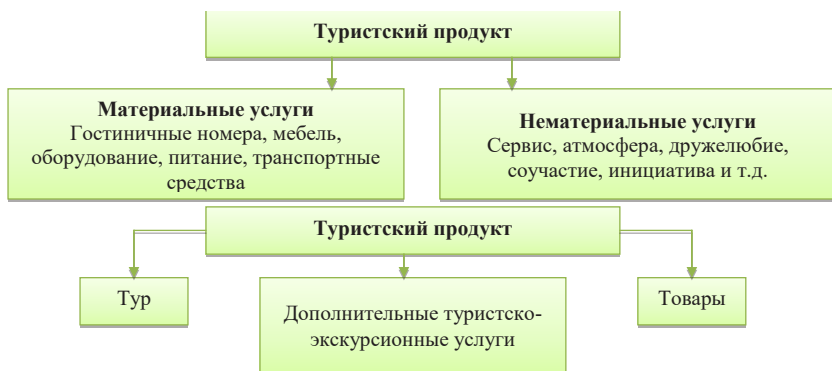 Туристский продукт
Материальные услуги
Гостиничные номера, мебель,
оборудование, питание, транспортные
средства
Нематериальные услуги
Сервис, атмосфера, дружелюбие,
соучастие, инициатива и т.д.
Туристский продукт
Тур
Дополнительные туристско-
экскурсионные услуги
Товары